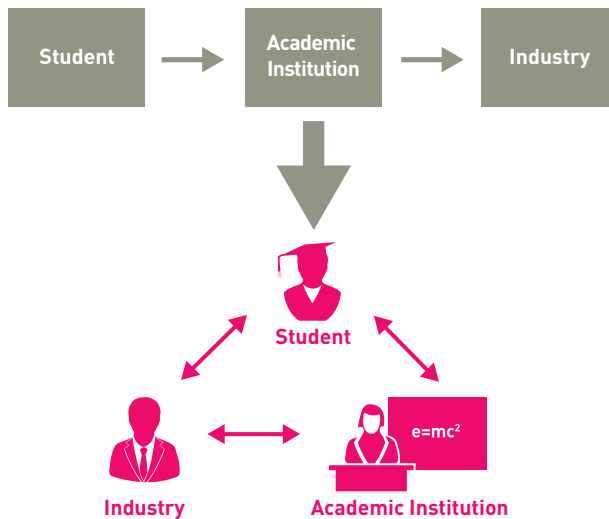 Student
Academic
Institution
Industry
Student
e=mc²
Industry
Academic Institution